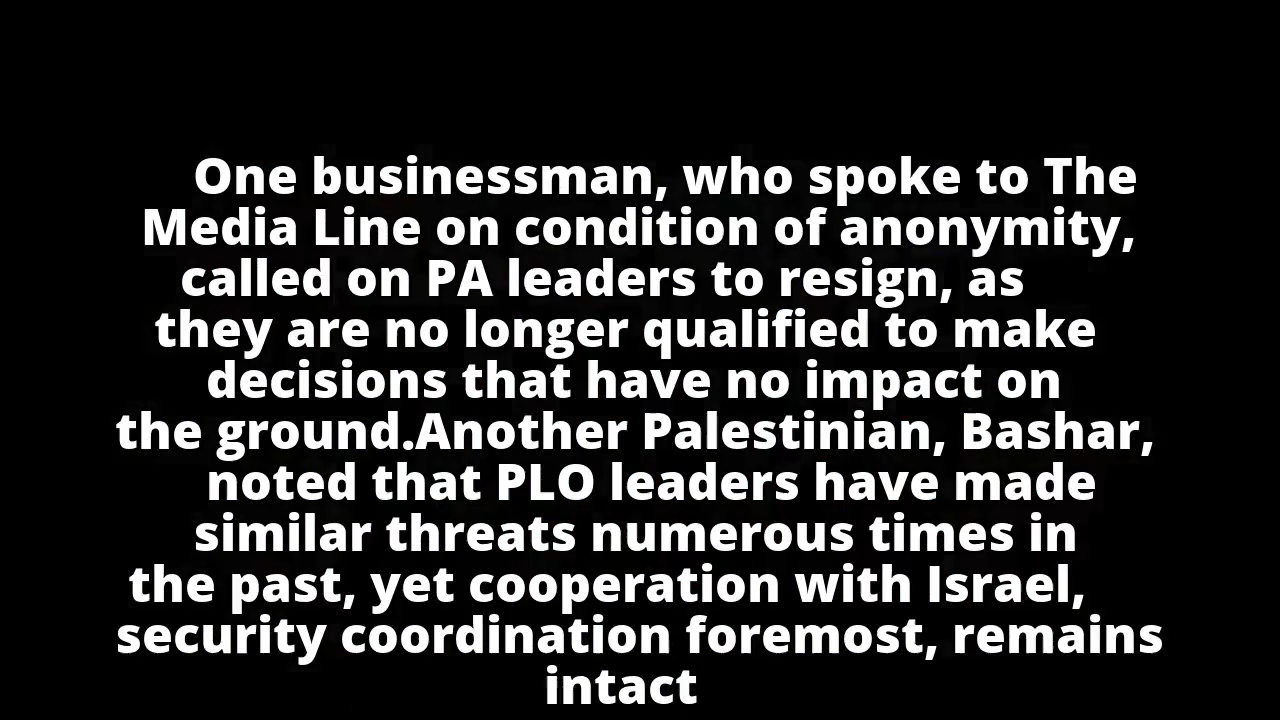 One businessman, who spoke to The
Media Line on condition of anonymity,
called on PA leaders to resign, as
they are no longer qualified to make
decisions that have no impact on
the ground.Another Palestinian, Bashar,
noted that PLO leaders have made
similar threats numerous times in
the past, yet cooperation with Israel,
security coordination foremost, remains
intact